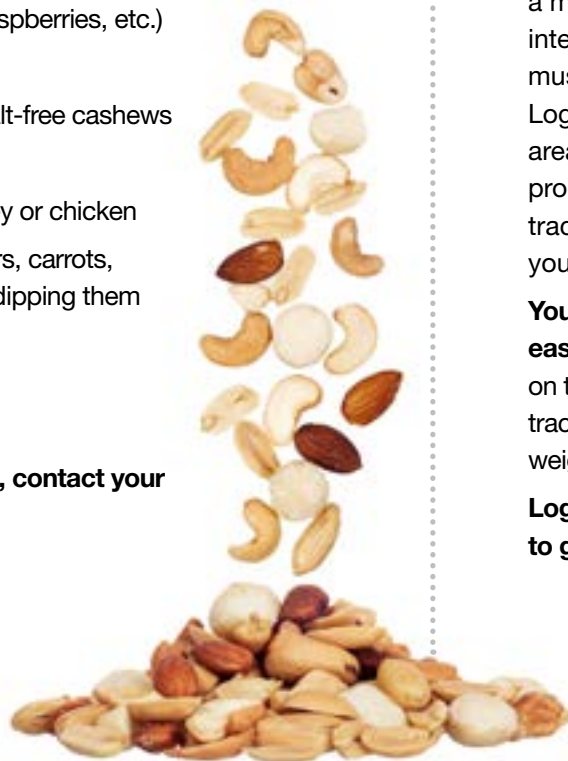 spberries, etc.)
lt-free cashews
y or chicken
rs, carrots,
dipping them
, contact your
a m
inte
mus
Log
area
pro
trac
you
You
eas
on t
trac
wei
Log
to g